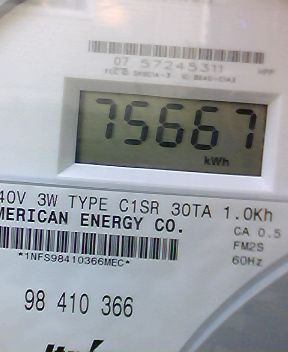 07 57245311
75667
kWh
40V 3W TYPE C1SR 30TA 1.0Kh
MERICAN ENERGY CO.
CA 0.5
FM2S
*1NFS98410366MEC*
60Hz
98 410 366